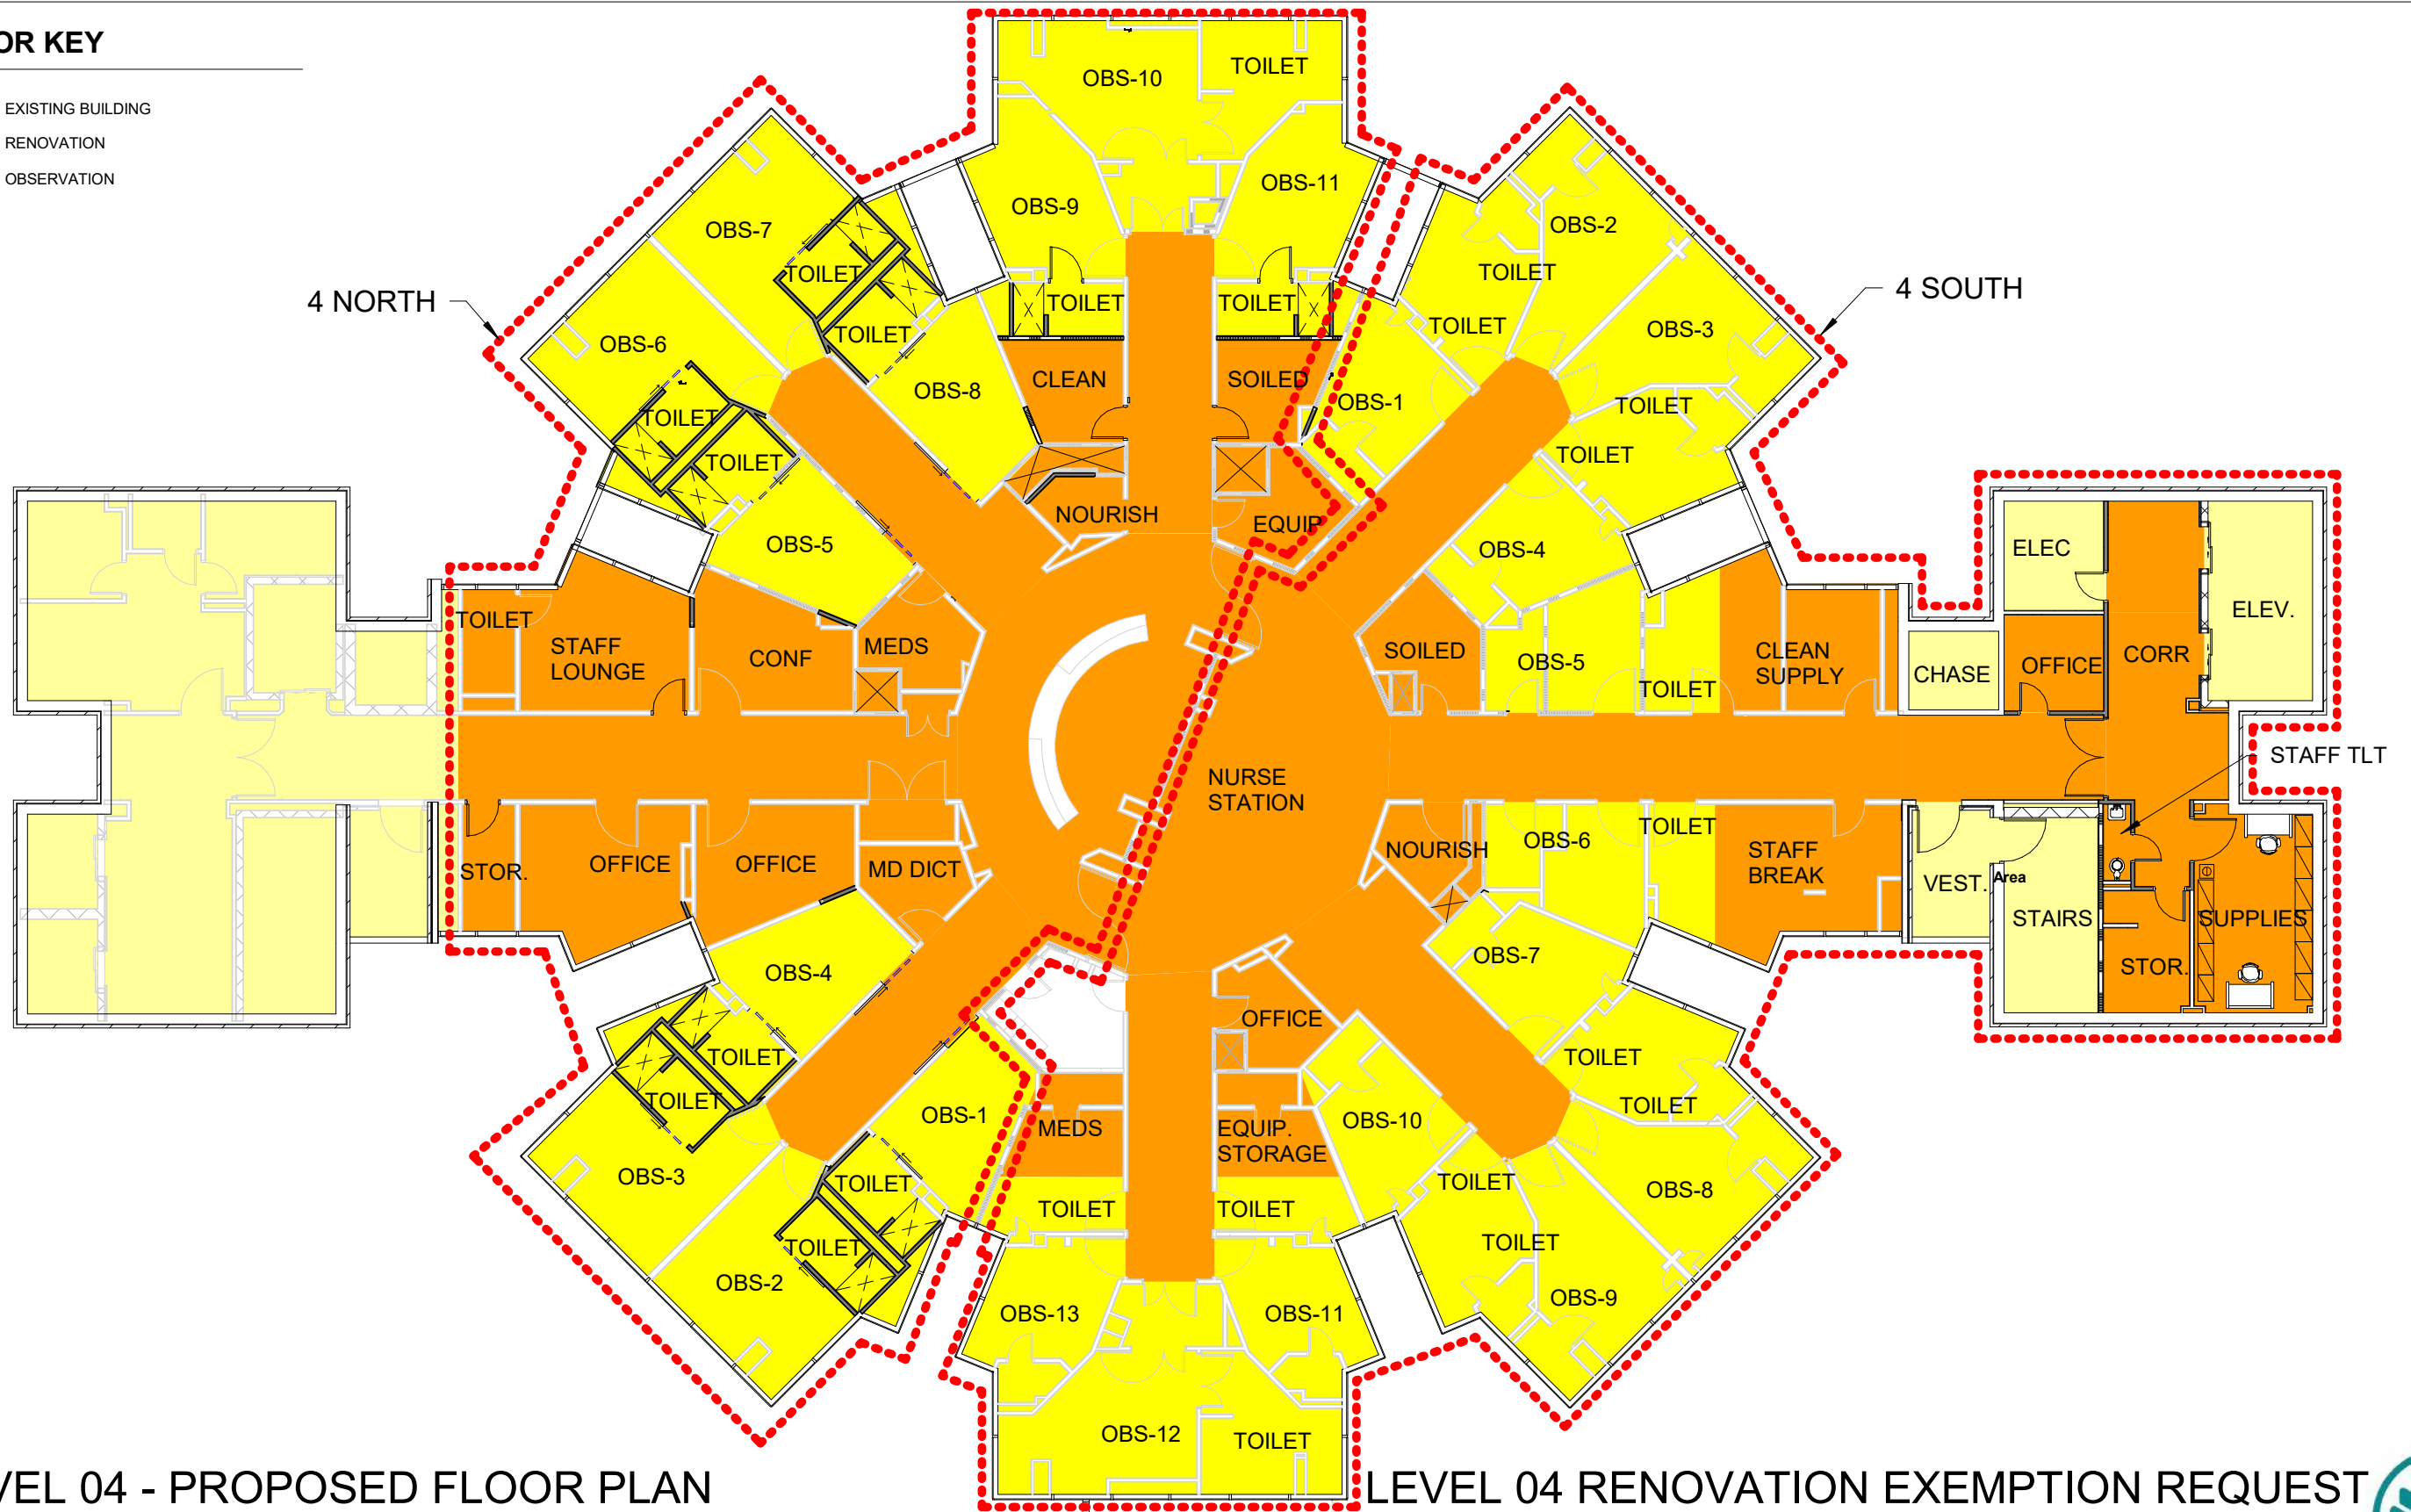 OR KEY
EXISTING BUILDING
RENOVATION
OBSERVATION
4 NORTH
4 SOUTH
OBS-10
TOILET
OBS-9
OBS-11
OBS-7
TOILET
TOILET
OBS-6
OBS-8
TOILET
TOILET
OBS-5
TOILET
TOILET
CLEAN
SOILED
NOURISH
EQUIP
OBS-2
TOILET
TOILET
OBS-1
OBS-3
TOILET
TOILET
OBS-4
TOILET
STAFF
LOUNGE
CONF
MEDS
SOILED
OBS-5
TOILET
CLEAN
SUPPLY
CHASE
ELEC
OFFICE
CORR
ELEV.
STAFF TLT
NURSE
STATION
STOR.
OFFICE
OFFICE
MD DICT
NOURISH
OBS-6
TOILET
STAFF
BREAK
VEST.
Area
STAIRS
STOR.
SUPPLIES
OBS-4
TOILET
TOILET
OBS-3
OBS-1
TOILET
TOILET
OBS-2
OFFICE
MEDS
EQUIP.
STORAGE
TOILET
TOILET
OBS-7
TOILET
TOILET
OBS-10
TOILET
OBS-8
TOILET
OBS-9
OBS-13
OBS-11
OBS-12
TOILET
VEL 04 - PROPOSED FLOOR PLAN
LEVEL 04 RENOVATION EXEMPTION REQUEST